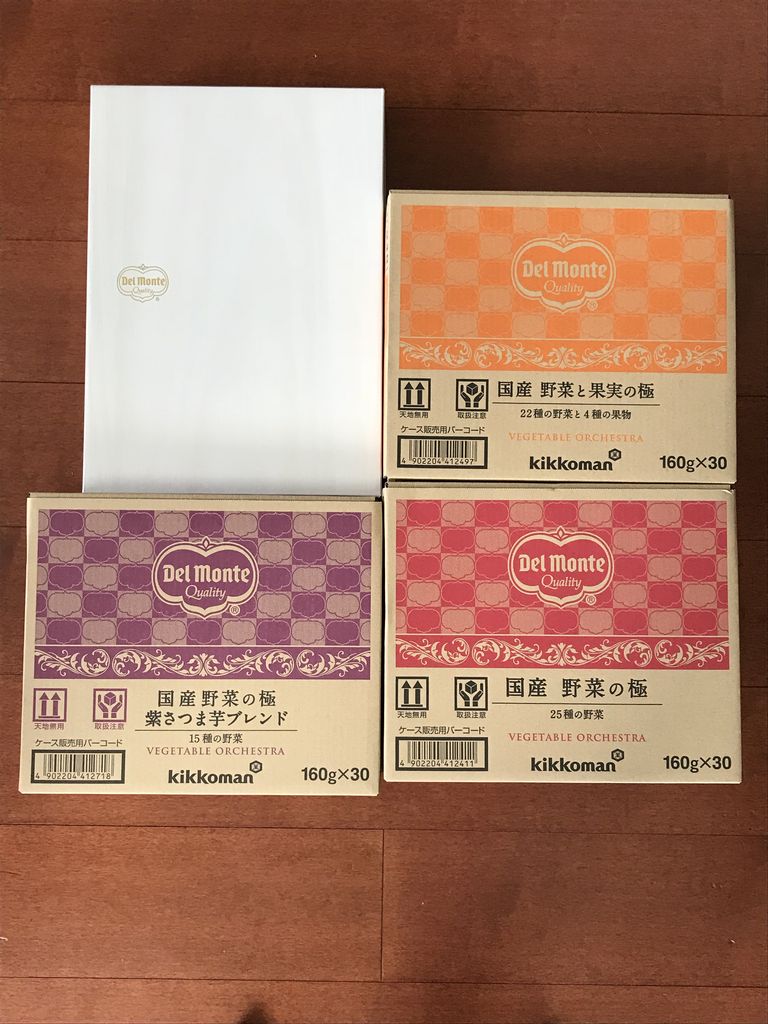 Del Monte
Quality
®
Del Monte
Quality
®
国産 野菜と果実の極
22種の野菜と4種の果物
天地無用
取扱注意
ケース販売用バーコード
VEGETABLE ORCHESTRA
4 902204 412497
kikkoman
160g×30
Del Monte
Quality
®
国産 野菜の極
紫さつま芋ブレンド
15種の野菜
天地無用
取扱注意
ケース販売用バーコード
VEGETABLE ORCHESTRA
4 902204 412718
kikkoman
160g×30
Del Monte
Quality
®
国産 野菜の極
25種の野菜
天地無用
取扱注意
ケース販売用バーコード
VEGETABLE ORCHESTRA
4 902204 412411
kikkoman
160g×30